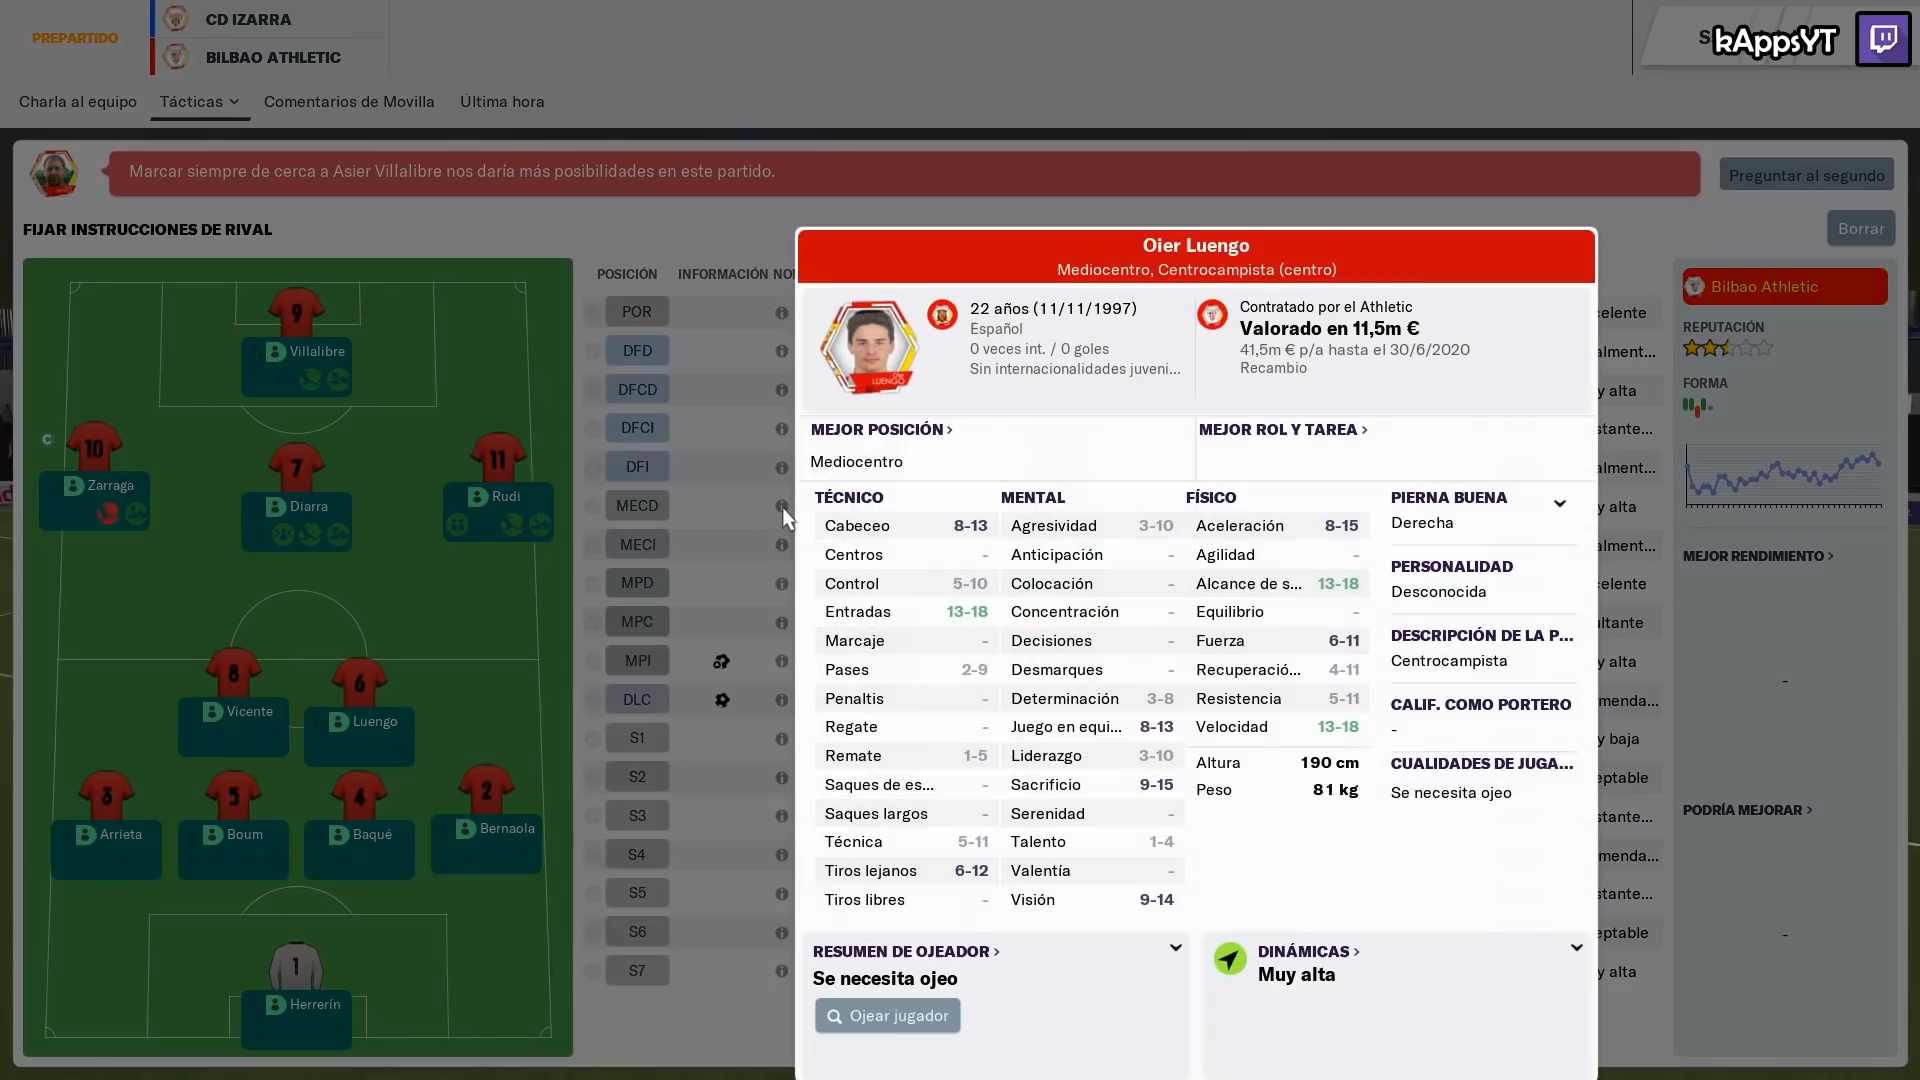 PREPARTIDO
CD IZARRA
BILBAO ATHLETIC
kAppsYT
Charla al equipo
Tácticas
Comentarios de Movilla
Última hora
Marcar siempre de cerca a Asier Villalibre nos daría más posibilidades en este partido.
Preguntar al segundo
FIJAR INSTRUCCIONES DE RIVAL
Borrar
POSICIÓN
INFORMACIÓN
9
Villalibre
C
10
Zarraga
7
Diarra
11
Rudi
8
Vicente
6
Luengo
3
Arrieta
5
Boum
4
Baqué
2
Bernaola
1
Herrerín
POR
DFD
DFCD
DFCI
DFI
MECD
MECI
MPD
MPC
MPI
DLC
S1
S2
S3
S4
S5
S6
S7
Oier Luengo
Mediocentro, Centrocampista (centro)
LUENGO
22 años (11/11/1997)
Español
0 veces int. / 0 goles
Sin internacionalidades juveni...
Contratado por el Athletic
Valorado en 11,5m €
41,5m € p/a hasta el 30/6/2020
Recambio
MEJOR POSICIÓN >
Mediocentro
MEJOR ROL Y TAREA >
TÉCNICO
Cabeceo 8-13
Centros -
Control 5-10
Entradas 13-18
Marcaje -
Pases 2-9
Penaltis -
Regate -
Remate 1-5
Saques de es... -
Saques largos -
Técnica 5-11
Tiros lejanos 6-12
Tiros libres -
MENTAL
Agresividad 3-10
Anticipación -
Colocación -
Concentración -
Decisiones -
Desmarques -
Determinación 3-8
Juego en equi... 8-13
Liderazgo 3-10
Sacrificio 9-15
Serenidad -
Talento 1-4
Valentía -
Visión 9-14
FÍSICO
Aceleración 8-15
Agilidad -
Alcance de s... 13-18
Equilibrio -
Fuerza 6-11
Recuperació... 4-11
Resistencia 5-11
Velocidad 13-18
Altura 190 cm
Peso 81 kg
PIERNA BUENA
Derecha
PERSONALIDAD
Desconocida
DESCRIPCIÓN DE LA P...
Centrocampista
CALIF. COMO PORTERO
-
CUALIDADES DE JUGA...
Se necesita ojeo
RESUMEN DE OJEADOR >
Se necesita ojeo
Ojear jugador
DINÁMICAS >
Muy alta
Bilbao Athletic
REPUTACIÓN
FORMA
MEJOR RENDIMIENTO >
-
PODRÍA MEJORAR >
-